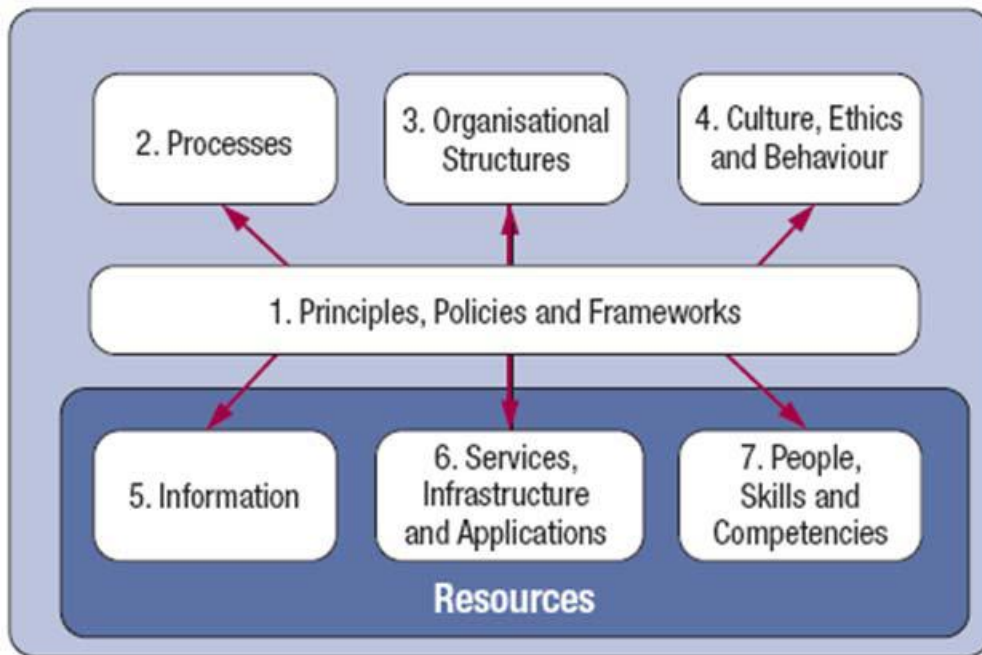 2. Processes
3. Organisational
Structures
4. Culture, Ethics
and Behaviour
1. Principles, Policies and Frameworks
5. Information
6. Services,
Infrastructure
and Applications
7. People,
Skills and
Competencies
Resources